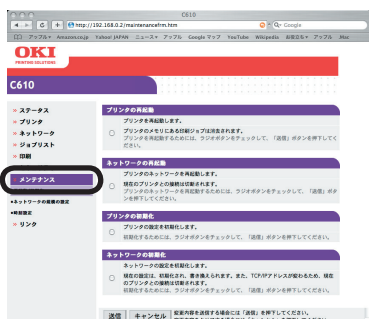 C610
http://192.168.0.2/maintenancefrm.htm
Google
アップル Amazon.co.jp Yahoo! JAPAN ニュース アップル Google マップ YouTube Wikipedia お役立ち アップル Mac
OKI
PRINTING SOLUTIONS
C610
ステータス
プリンタ
ネットワーク
ジョブリスト
印刷
メンテナンス
●ネットワークの規模の設定
●時刻設定
リンク
プリンタの再起動
プリンタを再起動します。
プリンタのメモリにある印刷ジョブは消去されます。
プリンタを再起動するためには、ラジオボタンをチェックして、「送信」ボタンを押下してください。
ネットワークの再起動
プリンタのネットワークを再起動します。
現在のプリンタとの接続は切断されます。
プリンタのネットワークを再起動するためには、ラジオボタンをチェックして、「送信」ボタンを押下してください。
プリンタの初期化
プリンタの設定を初期化します。
初期化するためには、ラジオボタンをチェックして、「送信」ボタンを押下してください。
ネットワークの初期化
ネットワークの設定を初期化します。
現在の設定は、初期化され、書き換えられます。また、TCP/IPアドレスが変わるため、現在のプリンタとの接続は切断されます。
初期化するためには、ラジオボタンをチェックして、「送信」ボタンを押下してください。
送信 キャンセル 変更内容を送信する場合には「送信」を押下してください。